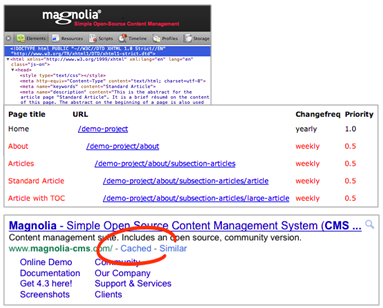 magnolia
Simple Open-Source Content Management
Elements Resources Scripts Timeline Profiles Storage
<!DOCTYPE html PUBLIC "-//W3C//DTD XHTML 1.0 Strict//EN"
"http://www.w3.org/TR/xhtml1/DTD/xhtml1-strict.dtd">
<html xmlns="http://www.w3.org/1999/xhtml" xml:lang="en" lang="en"
class="js-on">
<head>
<style type="text/css">…</style>
<meta http-equiv="Content-Type" content="text/html; charset=utf-8">
<meta name="keywords" content="Standard Article">
<meta name="description" content="This is the abstract for
the article page "Standard Article". It is a brief résumé on the content
of this page. The abstract on the beginning of a page is also used
Page title URL Changefreq Priority
Home /demo-project yearly 1.0
About /demo-project/about weekly 0.5
Articles /demo-project/about/subsection-articles weekly 0.5
Standard Article /demo-project/about/subsection-articles/article weekly 0.5
Article with TOC /demo-project/about/subsection-articles/large-article weekly 0.5
Magnolia - Simple Open Source Content Management System (CMS ...
Content management suite. Includes an open source, community version.
www.magnolia-cms.com/ - Cached - Similar
Online Demo Community
Documentation Our Company
Get 4.3 here! Support & Services
Screenshots Clients